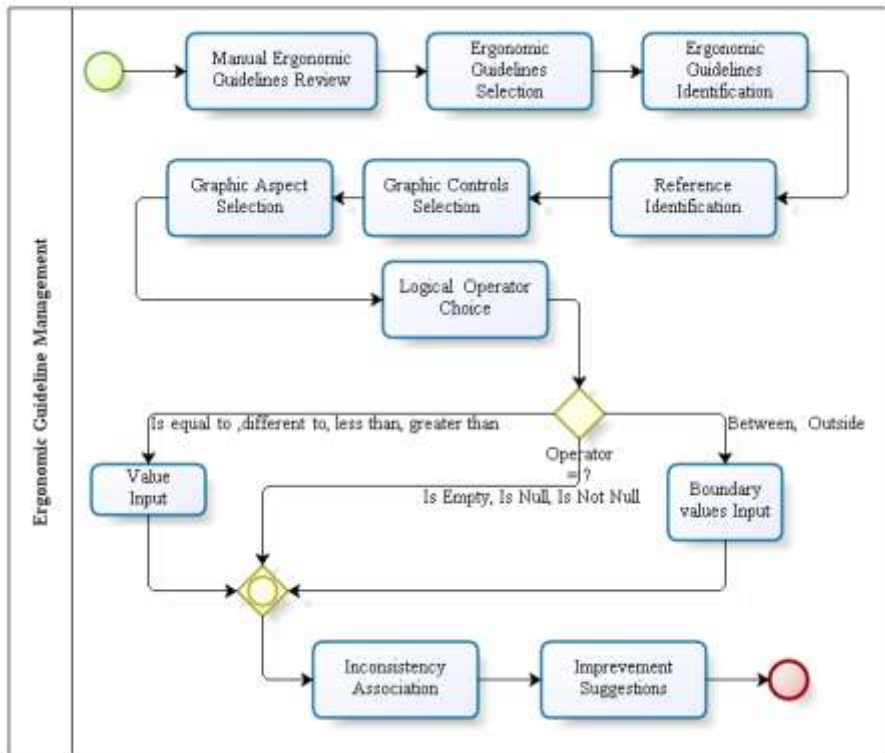 Ergonomic Guideline Management
Manual Ergonomic
Guidelines Review
Ergonomic
Guidelines
Selection
Ergonomic
Guidelines
Identification
Graphic Aspect
Selection
Graphic Controls
Selection
Reference
Identification
Logical Operator
Choice
Is equal to ,different to, less than, greater than
Between, Outside
Operator
= ?
Is Empty, Is Null, Is Not Null
Value
Input
Boundary
values Input
Inconsistency
Association
Imprevement
Suggestions